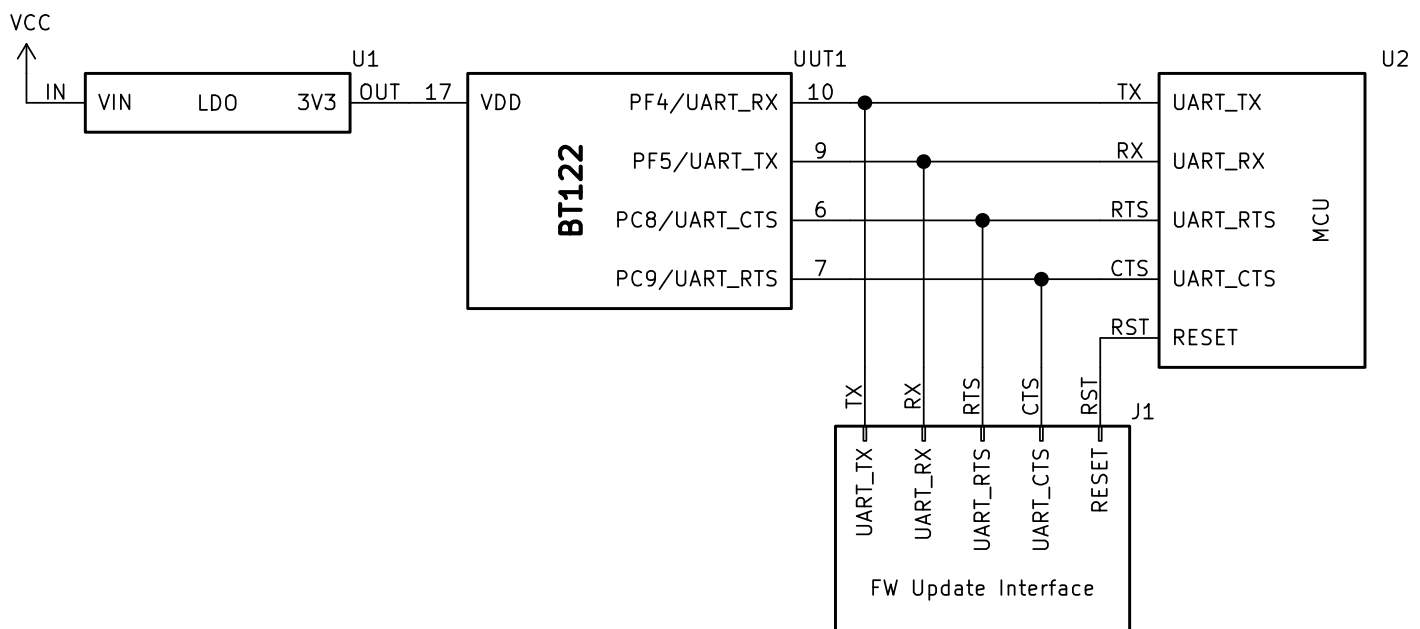 VCC
U1
UUT1
U2
IN
VIN
LDO
3V3
OUT
17
VDD
PF4/UART_RX
10
TX
UART_TX
BT122
PF5/UART_TX
9
RX
UART_RX
PC8/UART_CTS
6
RTS
UART_RTS
MCU
PC9/UART_RTS
7
CTS
UART_CTS
RST
RESET
TX
RX
RTS
CTS
RST
J1
UART_TX
UART_RX
UART_RTS
UART_CTS
RESET
FW Update Interface